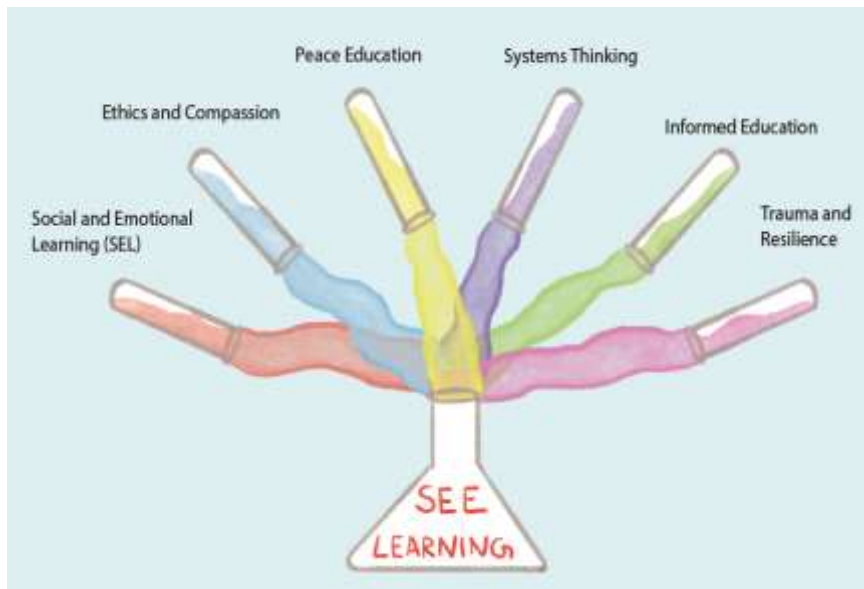 Peace Education
Systems Thinking
Ethics and Compassion
Informed Education
Social and Emotional
Learning (SEL)
Trauma and
Resilience
SEE
LEARNING